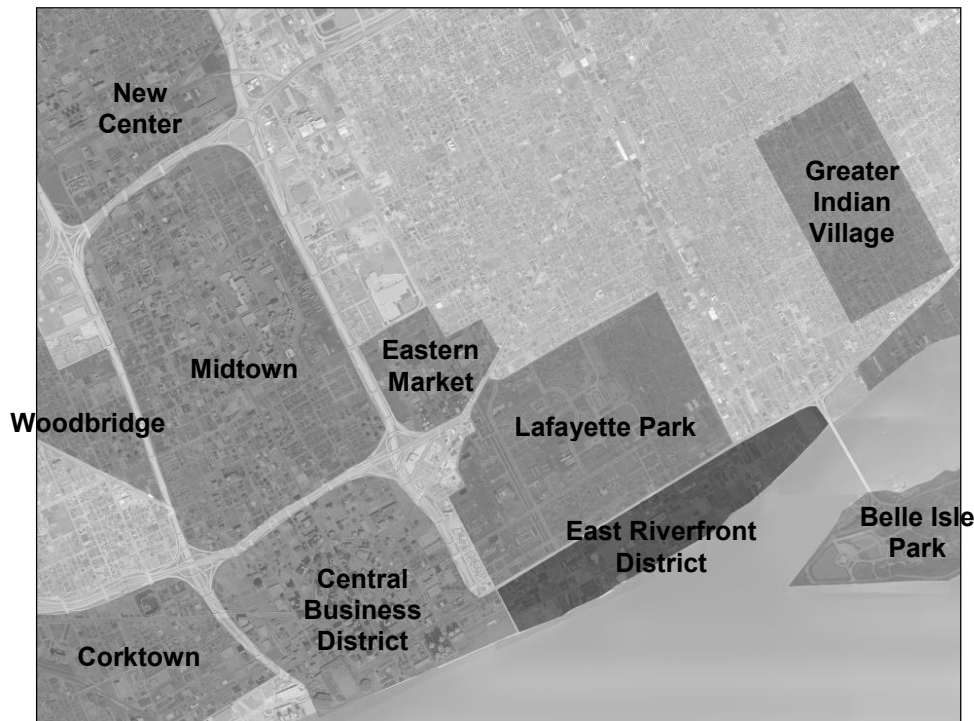 New
Center
Greater
Indian
Village
Midtown
Eastern
Market
Woodbridge
Lafayette Park
East Riverfront
District
Belle Isle
Park
Central
Business
District
Corktown